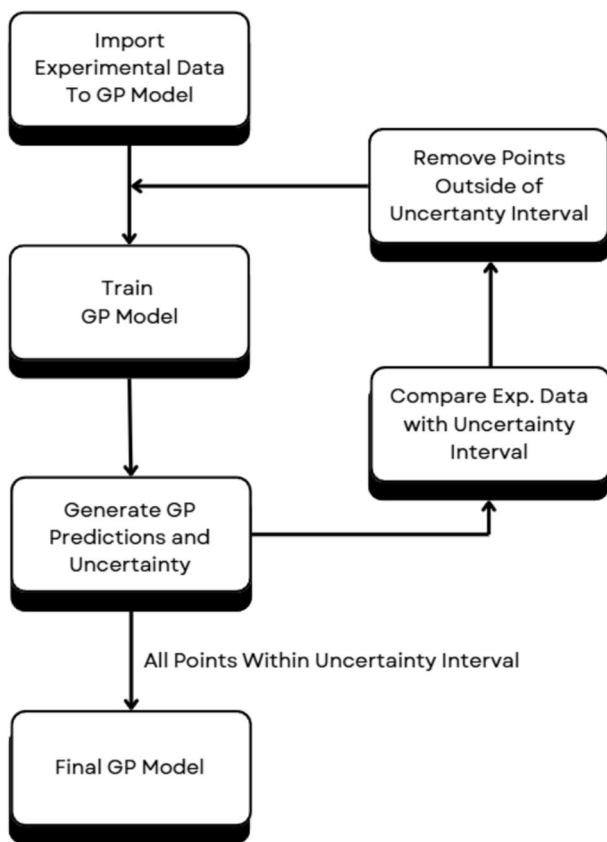 Import
Experimental Data
To GP Model
Remove Points
Outside of
Uncertanty Interval
Train
GP Model
Compare Exp. Data
with Uncertainty
Interval
Generate GP
Predictions and
Uncertainty
All Points Within Uncertainty Interval
Final GP Model